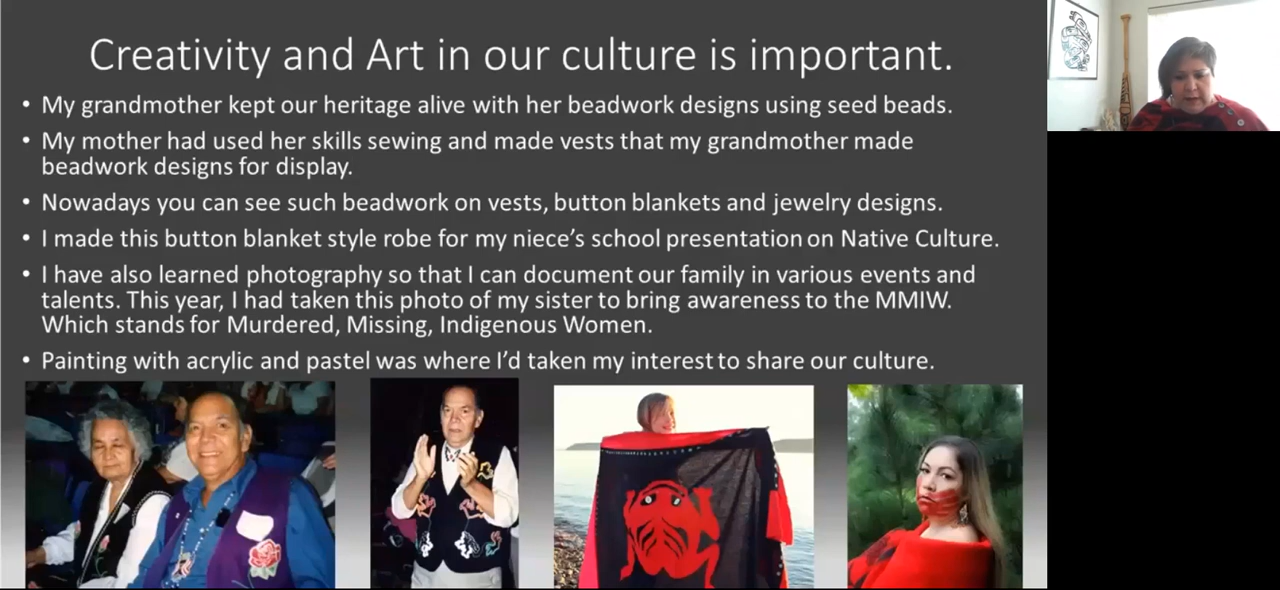 Creativity and Art in our culture is important.
• My grandmother kept our heritage alive with her beadwork designs using seed beads.
• My mother had used her skills sewing and made vests that my grandmother made
beadwork designs for display.
• Nowadays you can see such beadwork on vests, button blankets and jewelry designs.
• I made this button blanket style robe for my niece’s school presentation on Native Culture.
• I have also learned photography so that I can document our family in various events and
talents. This year, I had taken this photo of my sister to bring awareness to the MMIW.
Which stands for Murdered, Missing, Indigenous Women.
• Painting with acrylic and pastel was where I’d taken my interest to share our culture.